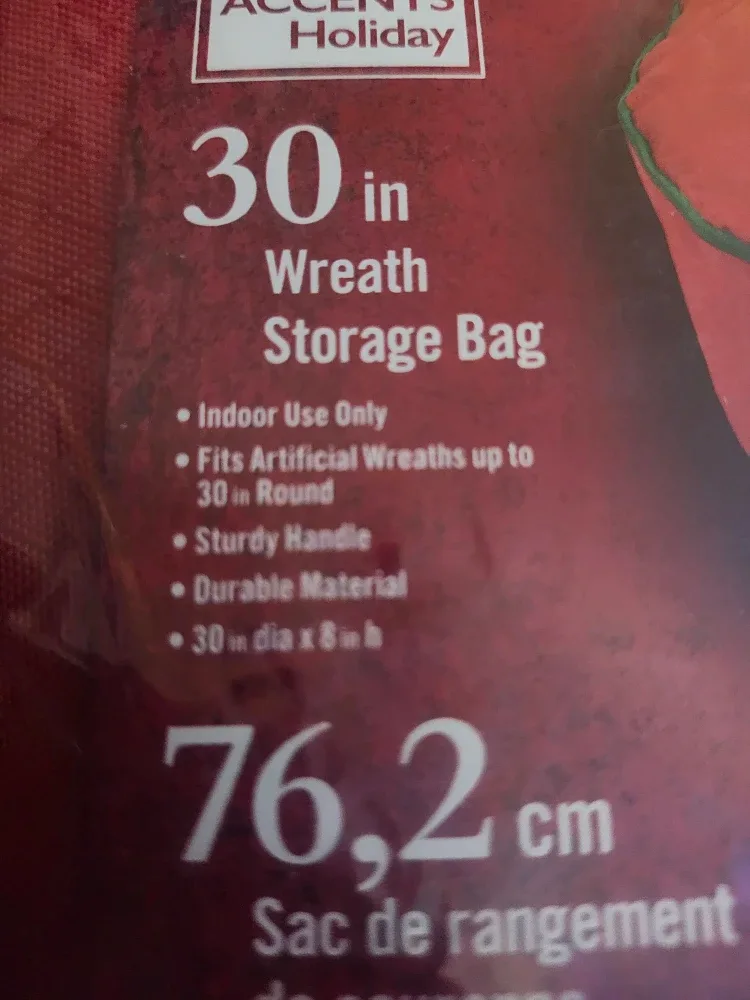 ACCENTS
Holiday
30 in
Wreath
Storage Bag
• Indoor Use Only
• Fits Artificial Wreaths up to
30 in Round
• Sturdy Handle
• Durable Material
• 30 in dia x 8 in h
76,2 cm
Sac de rangement